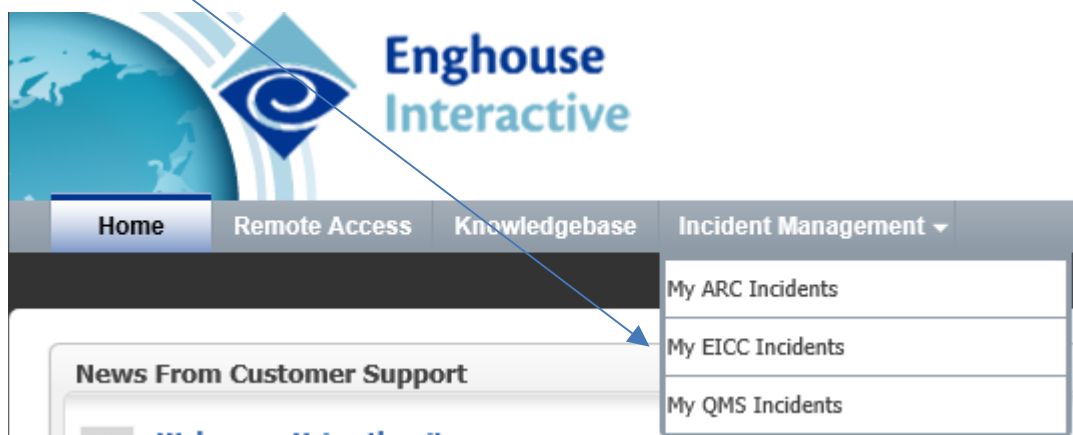 Enghouse
Interactive
Home Remote Access Knowledgebase Incident Management
My ARC Incidents
My EICC Incidents
My QMS Incidents
News From Customer Support